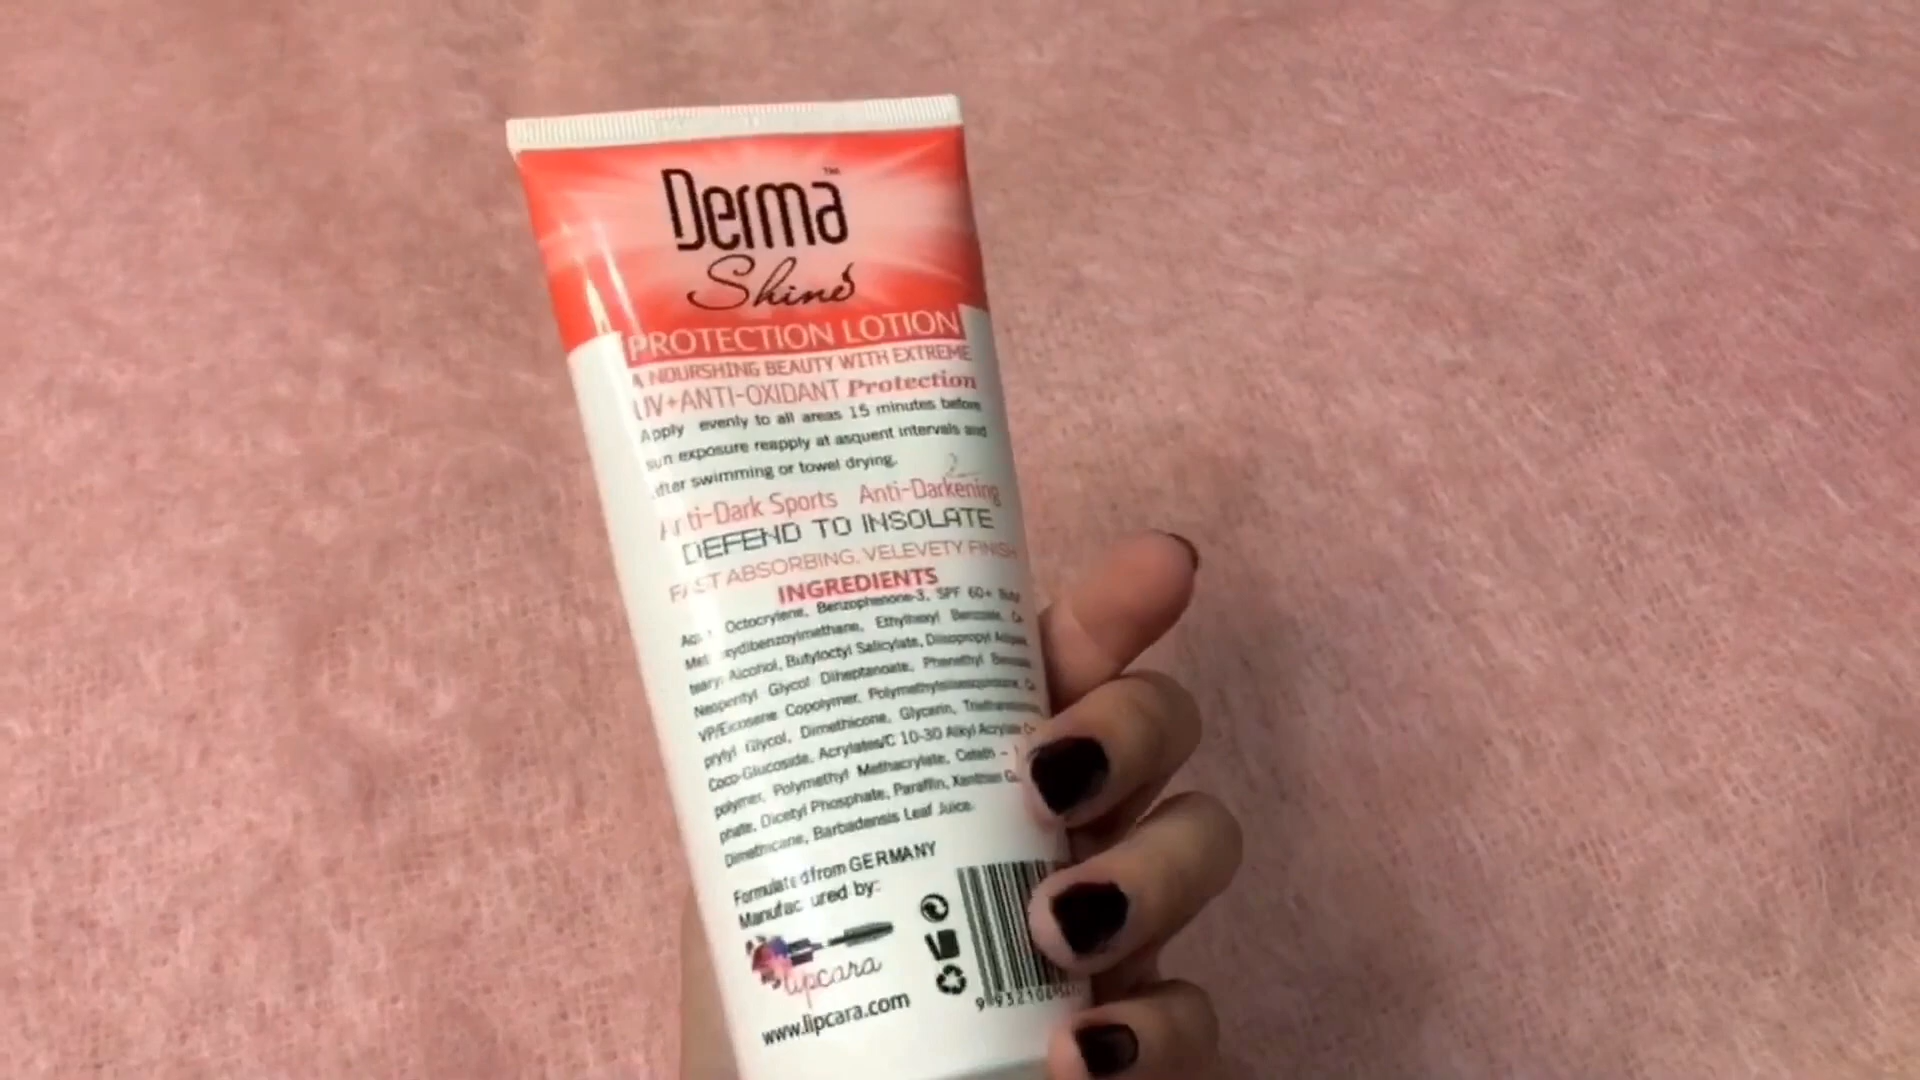 Derma™
Shine
PROTECTION LOTION
A NOURSHING BEAUTY WITH EXTREME
UV+ANTI-OXIDANT Protection
Apply evenly to all areas 15 minutes before
sun exposure reapply at asquent intervals and
after swimming or towel drying.
Anti-Dark Sports Anti-Darkening
DEFEND TO INSOLATE
FAST ABSORBING, VELEVETY FINISH
INGREDIENTS
Octocrylene, Benzophenone-3, SPF 60+
Ethylhexyl Benzoate,
Alcohol, Butyloctyl Salicylate, Diisopropyl
Neopentyl Glycol Diheptanoate, Phenethyl
VP/Eicosene Copolymer,
Glycol, Dimethicone, Glycerin,
Coco-Glucoside, Acrylates/C 10-30 Alkyl Acrylate
polymer, Polymethyl Methacrylate,
phate, Dicetyl Phosphate, Paraffin, Xanthan
Dimethicane, Barbadensis Leaf Juice.
Formulated from GERMANY
Manufac ured by:
lipcara
www.lipcara.com